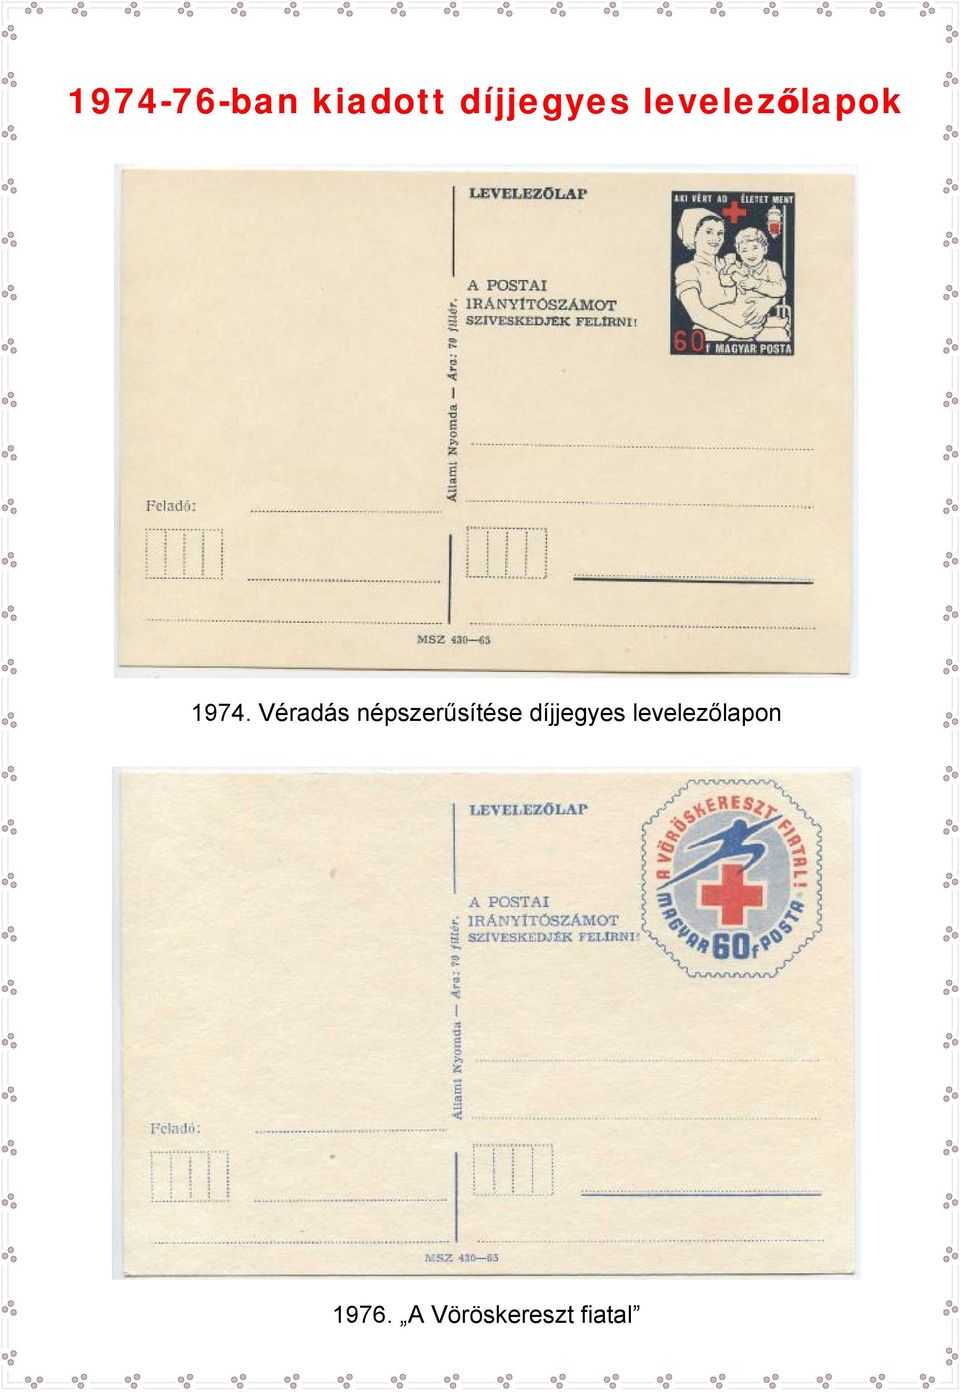 1974-76-ban kiadott díjjegyes levelezőlapok
LEVELEZŐLAP
AKI VÉRT AD ÉLETET MENT
A POSTAI
IRÁNYÍTÓSZÁMOT
SZIVESKEDJÉK FELÍRNI!
60f MAGYAR POSTA
Állami Nyomda — Ára: 70 fillér.
Feladó:
MSZ 430—65
1974. Véradás népszerűsítése díjjegyes levelezőlapon
LEVELEZŐLAP
A VÖRÖSKERESZT FIATAL!
MAGYAR 60f POSTA
A POSTAI
IRÁNYÍTÓSZÁMOT
SZIVESKEDJÉK FELÍRNI!
Állami Nyomda — Ára: 70 fillér.
Feladó:
MSZ 430—65
1976. „A Vöröskereszt fiatal”